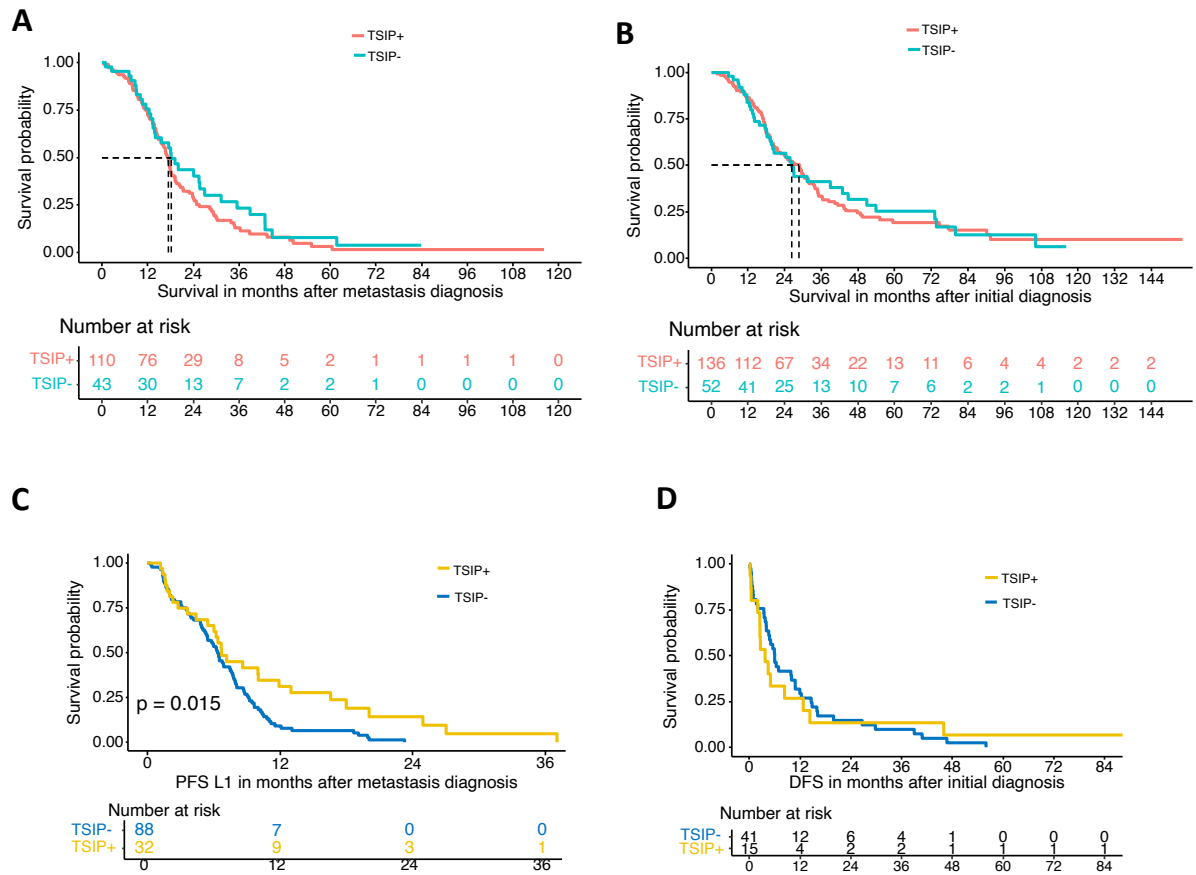 A
TSIP+
TSIP-
Survival probability
1.00
0.75
0.50
0.25
0.00
0 12 24 36 48 60 72 84 96 108 120
Survival in months after metastasis diagnosis
Number at risk
TSIP+ 110 76 29 8 5 2 1 1 1 1 0
TSIP- 43 30 13 7 2 2 1 0 0 0 0
0 12 24 36 48 60 72 84 96 108 120
B
TSIP+
TSIP-
Survival probability
1.00
0.75
0.50
0.25
0.00
0 12 24 36 48 60 72 84 96 108 120 132 144
Survival in months after initial diagnosis
Number at risk
TSIP+ 136 112 67 34 22 13 11 6 4 4 2 2 2
TSIP- 52 41 25 13 10 7 6 2 2 1 0 0 0
0 12 24 36 48 60 72 84 96 108 120 132 144
C
TSIP+
TSIP-
Survival probability
1.00
0.75
0.50
0.25
0.00
p = 0.015
0 12 24 36
PFS L1 in months after metastasis diagnosis
Number at risk
TSIP- 88 7 0 0
TSIP+ 32 9 3 1
0 12 24 36
D
TSIP+
TSIP-
Survival probability
1.00
0.75
0.50
0.25
0.00
0 12 24 36 48 60 72 84
DFS in months after initial diagnosis
Number at risk
TSIP- 41 12 6 4 1 0 0 0
TSIP+ 15 4 2 2 1 1 1 1
0 12 24 36 48 60 72 84